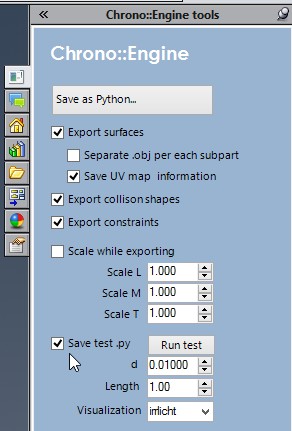 « Chrono::Engine tools
Chrono::Engine
Save as Python...
Export surfaces
Separate .obj per each subpart
Save UV map information
Export collison shapes
Export constraints
Scale while exporting
Scale L 1.000
Scale M 1.000
Scale T 1.000
Save test .py Run test
d 0.01000
Length 1.00
Visualization irrlicht